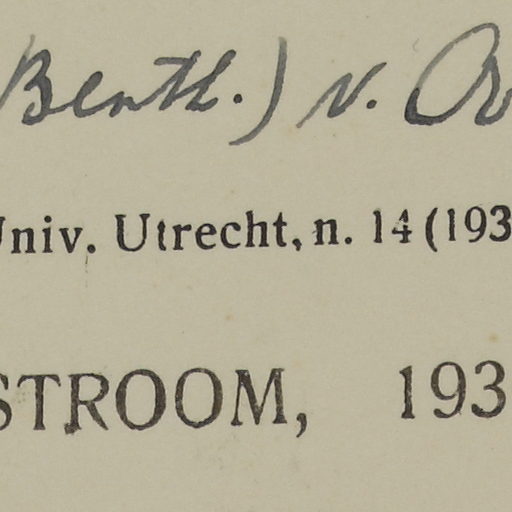 Benth.) v. O
Univ. Utrecht, n. 14 (193
STROOM, 193